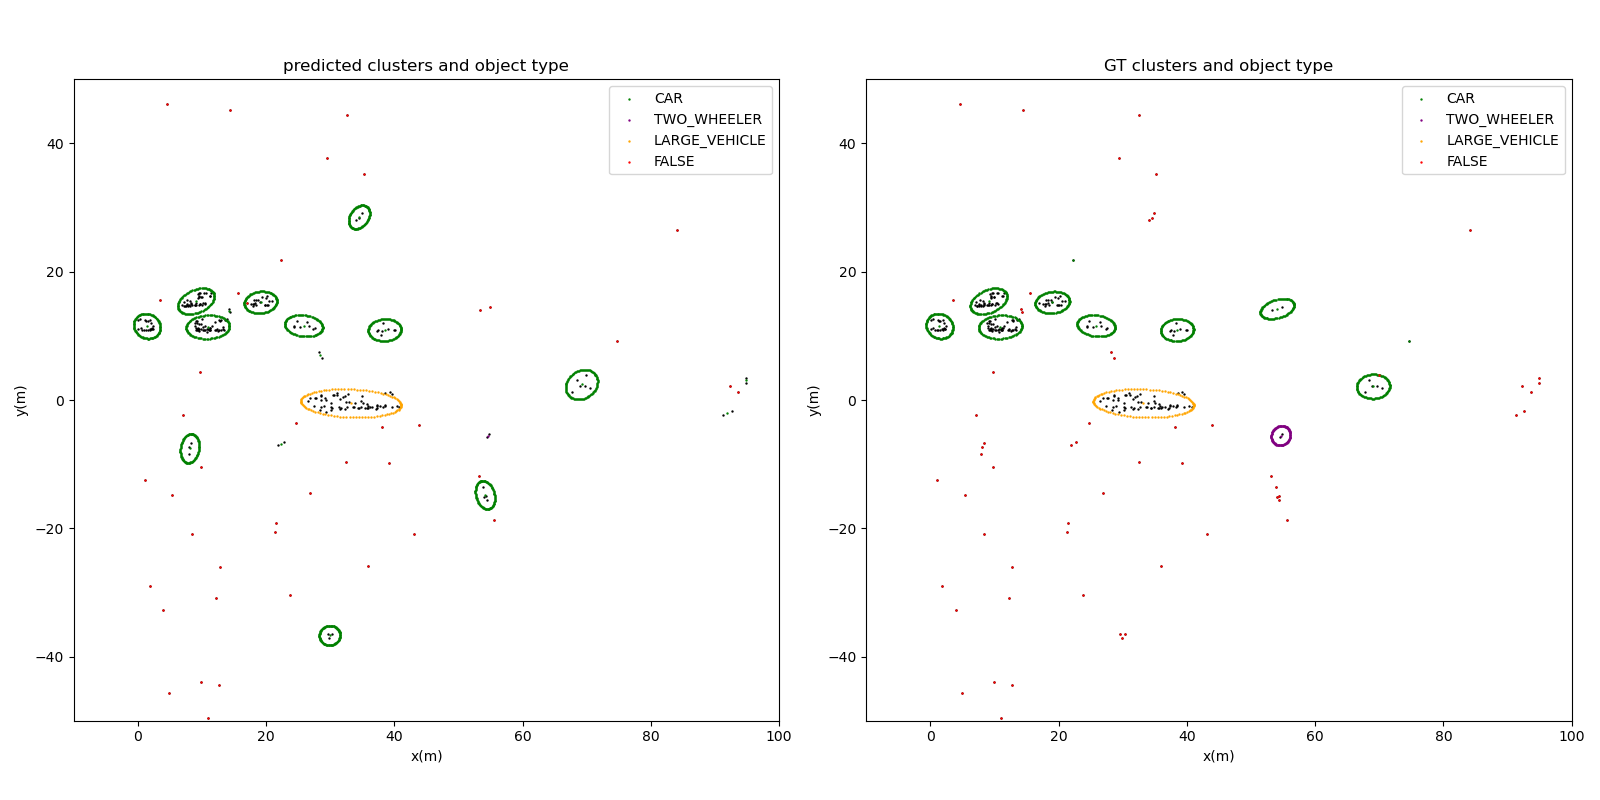 predicted clusters and object type
CAR
TWO_WHEELER
LARGE_VEHICLE
FALSE
40
20
0
−20
−40
y(m)
0
20
40
60
80
100
x(m)
GT clusters and object type
CAR
TWO_WHEELER
LARGE_VEHICLE
FALSE
40
20
0
−20
−40
y(m)
0
20
40
60
80
100
x(m)